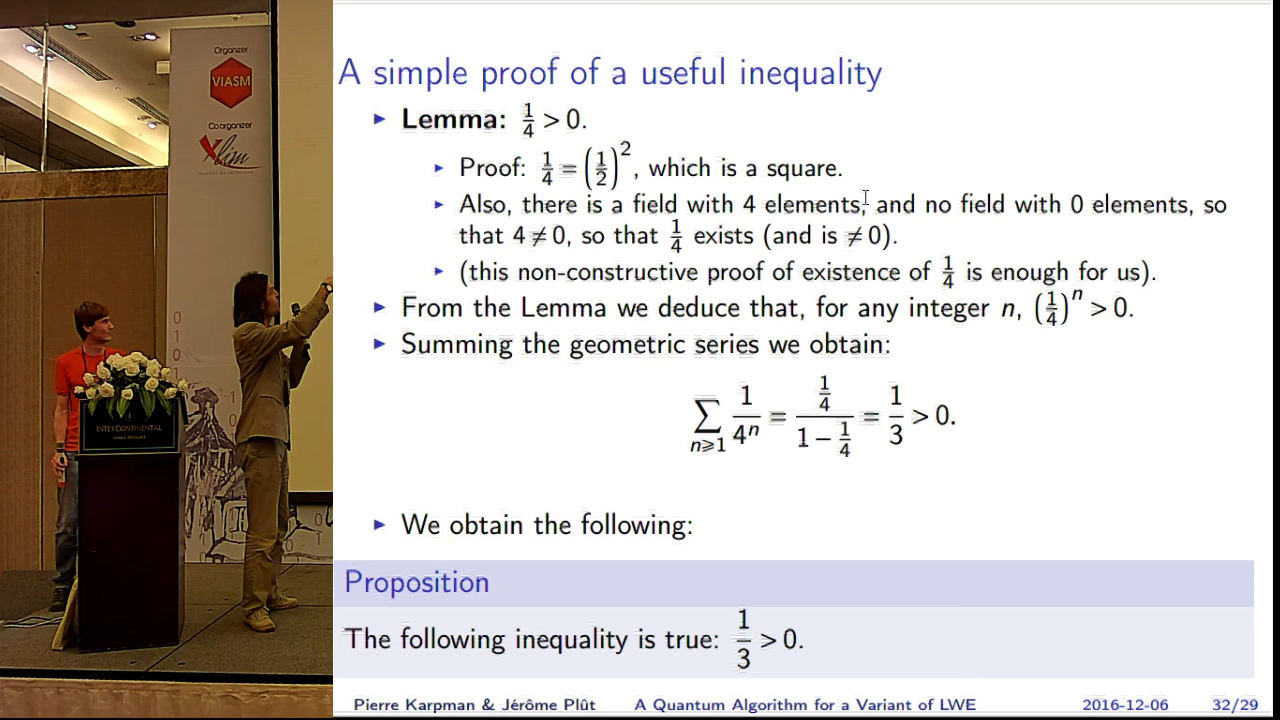 Organizer
VIASM
Co organizer
Xlim
INTERCONTINENTAL
A simple proof of a useful inequality
▸ Lemma: 1/4 > 0.
▸ Proof: 1/4 = (1/2)^2, which is a square.
▸ Also, there is a field with 4 elements, and no field with 0 elements, so
that 4 ≠ 0, so that 1/4 exists (and is ≠ 0).
▸ (this non-constructive proof of existence of 1/4 is enough for us).
▸ From the Lemma we deduce that, for any integer n, (1/4)^n > 0.
▸ Summing the geometric series we obtain:
∑_{n⩾1} 1/4^n = (1/4)/(1 − 1/4) = 1/3 > 0.
▸ We obtain the following:
Proposition
The following inequality is true: 1/3 > 0.
Pierre Karpman & Jérôme Plût A Quantum Algorithm for a Variant of LWE 2016-12-06 32/29